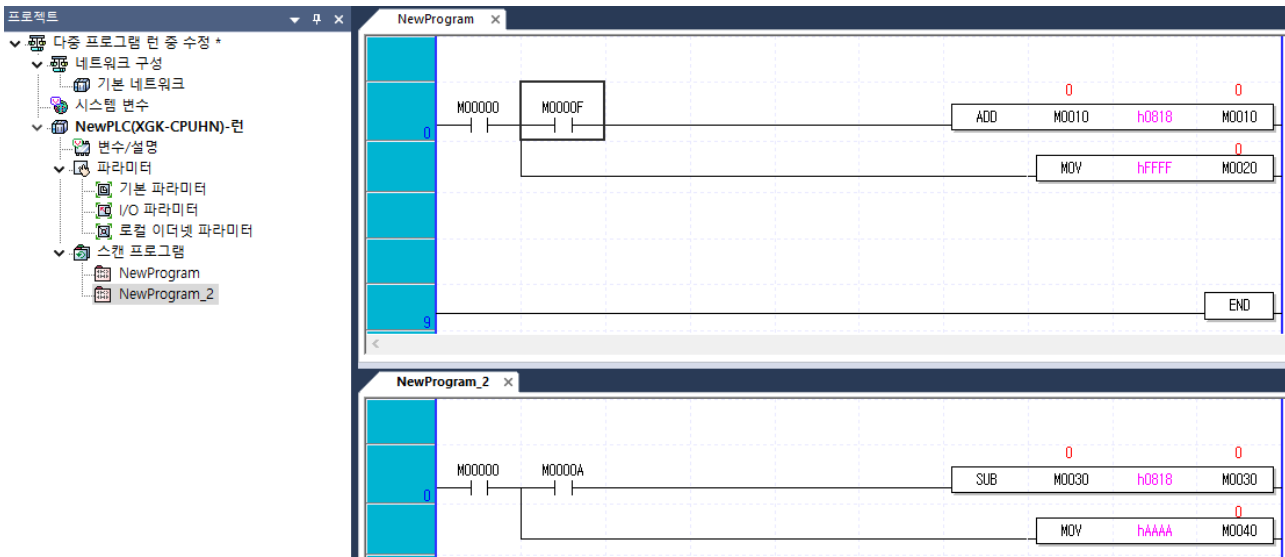 프로젝트
다중 프로그램 런 중 수정 *
네트워크 구성
기본 네트워크
시스템 변수
NewPLC(XGK-CPUHN)-런
변수/설명
파라미터
기본 파라미터
I/O 파라미터
로컬 이더넷 파라미터
스캔 프로그램
NewProgram
NewProgram_2
NewProgram
0 0
M00000 M0000F ADD M0010 h0818 M0010
0
0
MOV hFFFF M0020
END
9
NewProgram_2
0 0
M00000 M0000A SUB M0030 h0818 M0030
0
0
MOV hAAAA M0040